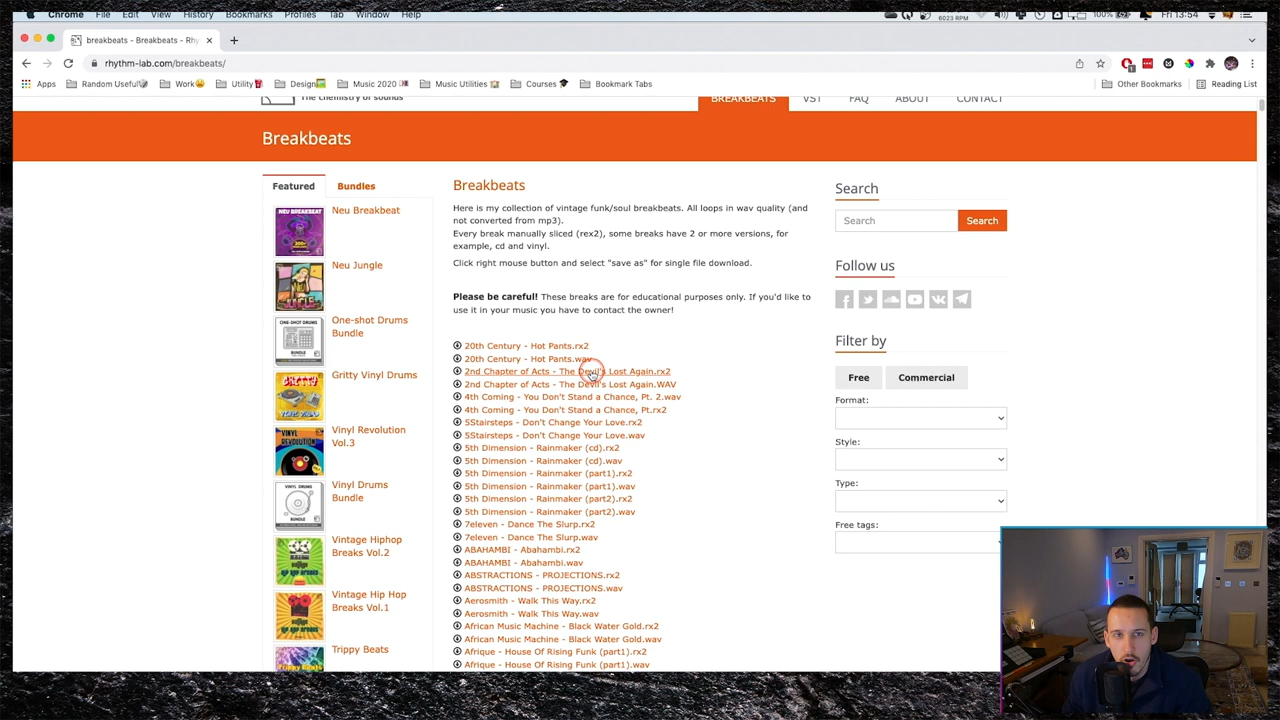 Chrome File Edit View History Bookmarks Profiles Tab Window Help 6023 RPM 100% Fri 13:54
breakbeats - Breakbeats - Rhy
rhythm-lab.com/breakbeats/
Apps Random Useful Work Utility Design Music 2020 Music Utilities Courses Bookmark Tabs Other Bookmarks Reading List
The chemistry of sounds
BREAKBEATS VST FAQ ABOUT CONTACT
Breakbeats
Featured Bundles
Neu Breakbeat
Neu Jungle
One-shot Drums
Bundle
Gritty Vinyl Drums
Vinyl Revolution
Vol.3
Vinyl Drums
Bundle
Vintage Hiphop
Breaks Vol.2
Vintage Hip Hop
Breaks Vol.1
Trippy Beats
Breakbeats
Here is my collection of vintage funk/soul breakbeats. All loops in wav quality (and
not converted from mp3).
Every break manually sliced (rex2), some breaks have 2 or more versions, for
example, cd and vinyl.
Click right mouse button and select "save as" for single file download.
Please be careful! These breaks are for educational purposes only. If you'd like to
use it in your music you have to contact the owner!
20th Century - Hot Pants.rx2
20th Century - Hot Pants.wav
2nd Chapter of Acts - The Devil's Lost Again.rx2
2nd Chapter of Acts - The Devil's Lost Again.WAV
4th Coming - You Don't Stand a Chance, Pt. 2.wav
4th Coming - You Don't Stand a Chance, Pt.rx2
5Stairsteps - Don't Change Your Love.rx2
5Stairsteps - Don't Change Your Love.wav
5th Dimension - Rainmaker (cd).rx2
5th Dimension - Rainmaker (cd).wav
5th Dimension - Rainmaker (part1).rx2
5th Dimension - Rainmaker (part1).wav
5th Dimension - Rainmaker (part2).rx2
5th Dimension - Rainmaker (part2).wav
7eleven - Dance The Slurp.rx2
7eleven - Dance The Slurp.wav
ABAHAMBI - Abahambi.rx2
ABAHAMBI - Abahambi.wav
ABSTRACTIONS - PROJECTIONS.rx2
ABSTRACTIONS - PROJECTIONS.wav
Aerosmith - Walk This Way.rx2
Aerosmith - Walk This Way.wav
African Music Machine - Black Water Gold.rx2
African Music Machine - Black Water Gold.wav
Afrique - House Of Rising Funk (part1).rx2
Afrique - House Of Rising Funk (part1).wav
Search
Search Search
Follow us
Filter by
Free Commercial
Format:
Style:
Type:
Free tags: